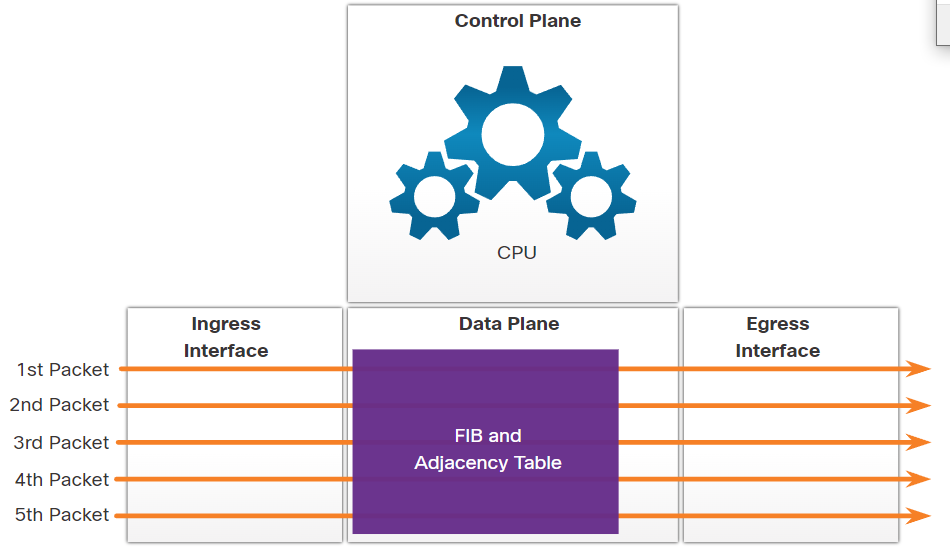 Control Plane
CPU
Ingress
Interface
Data Plane
Egress
Interface
1st Packet
2nd Packet
3rd Packet
4th Packet
5th Packet
FIB and
Adjacency Table